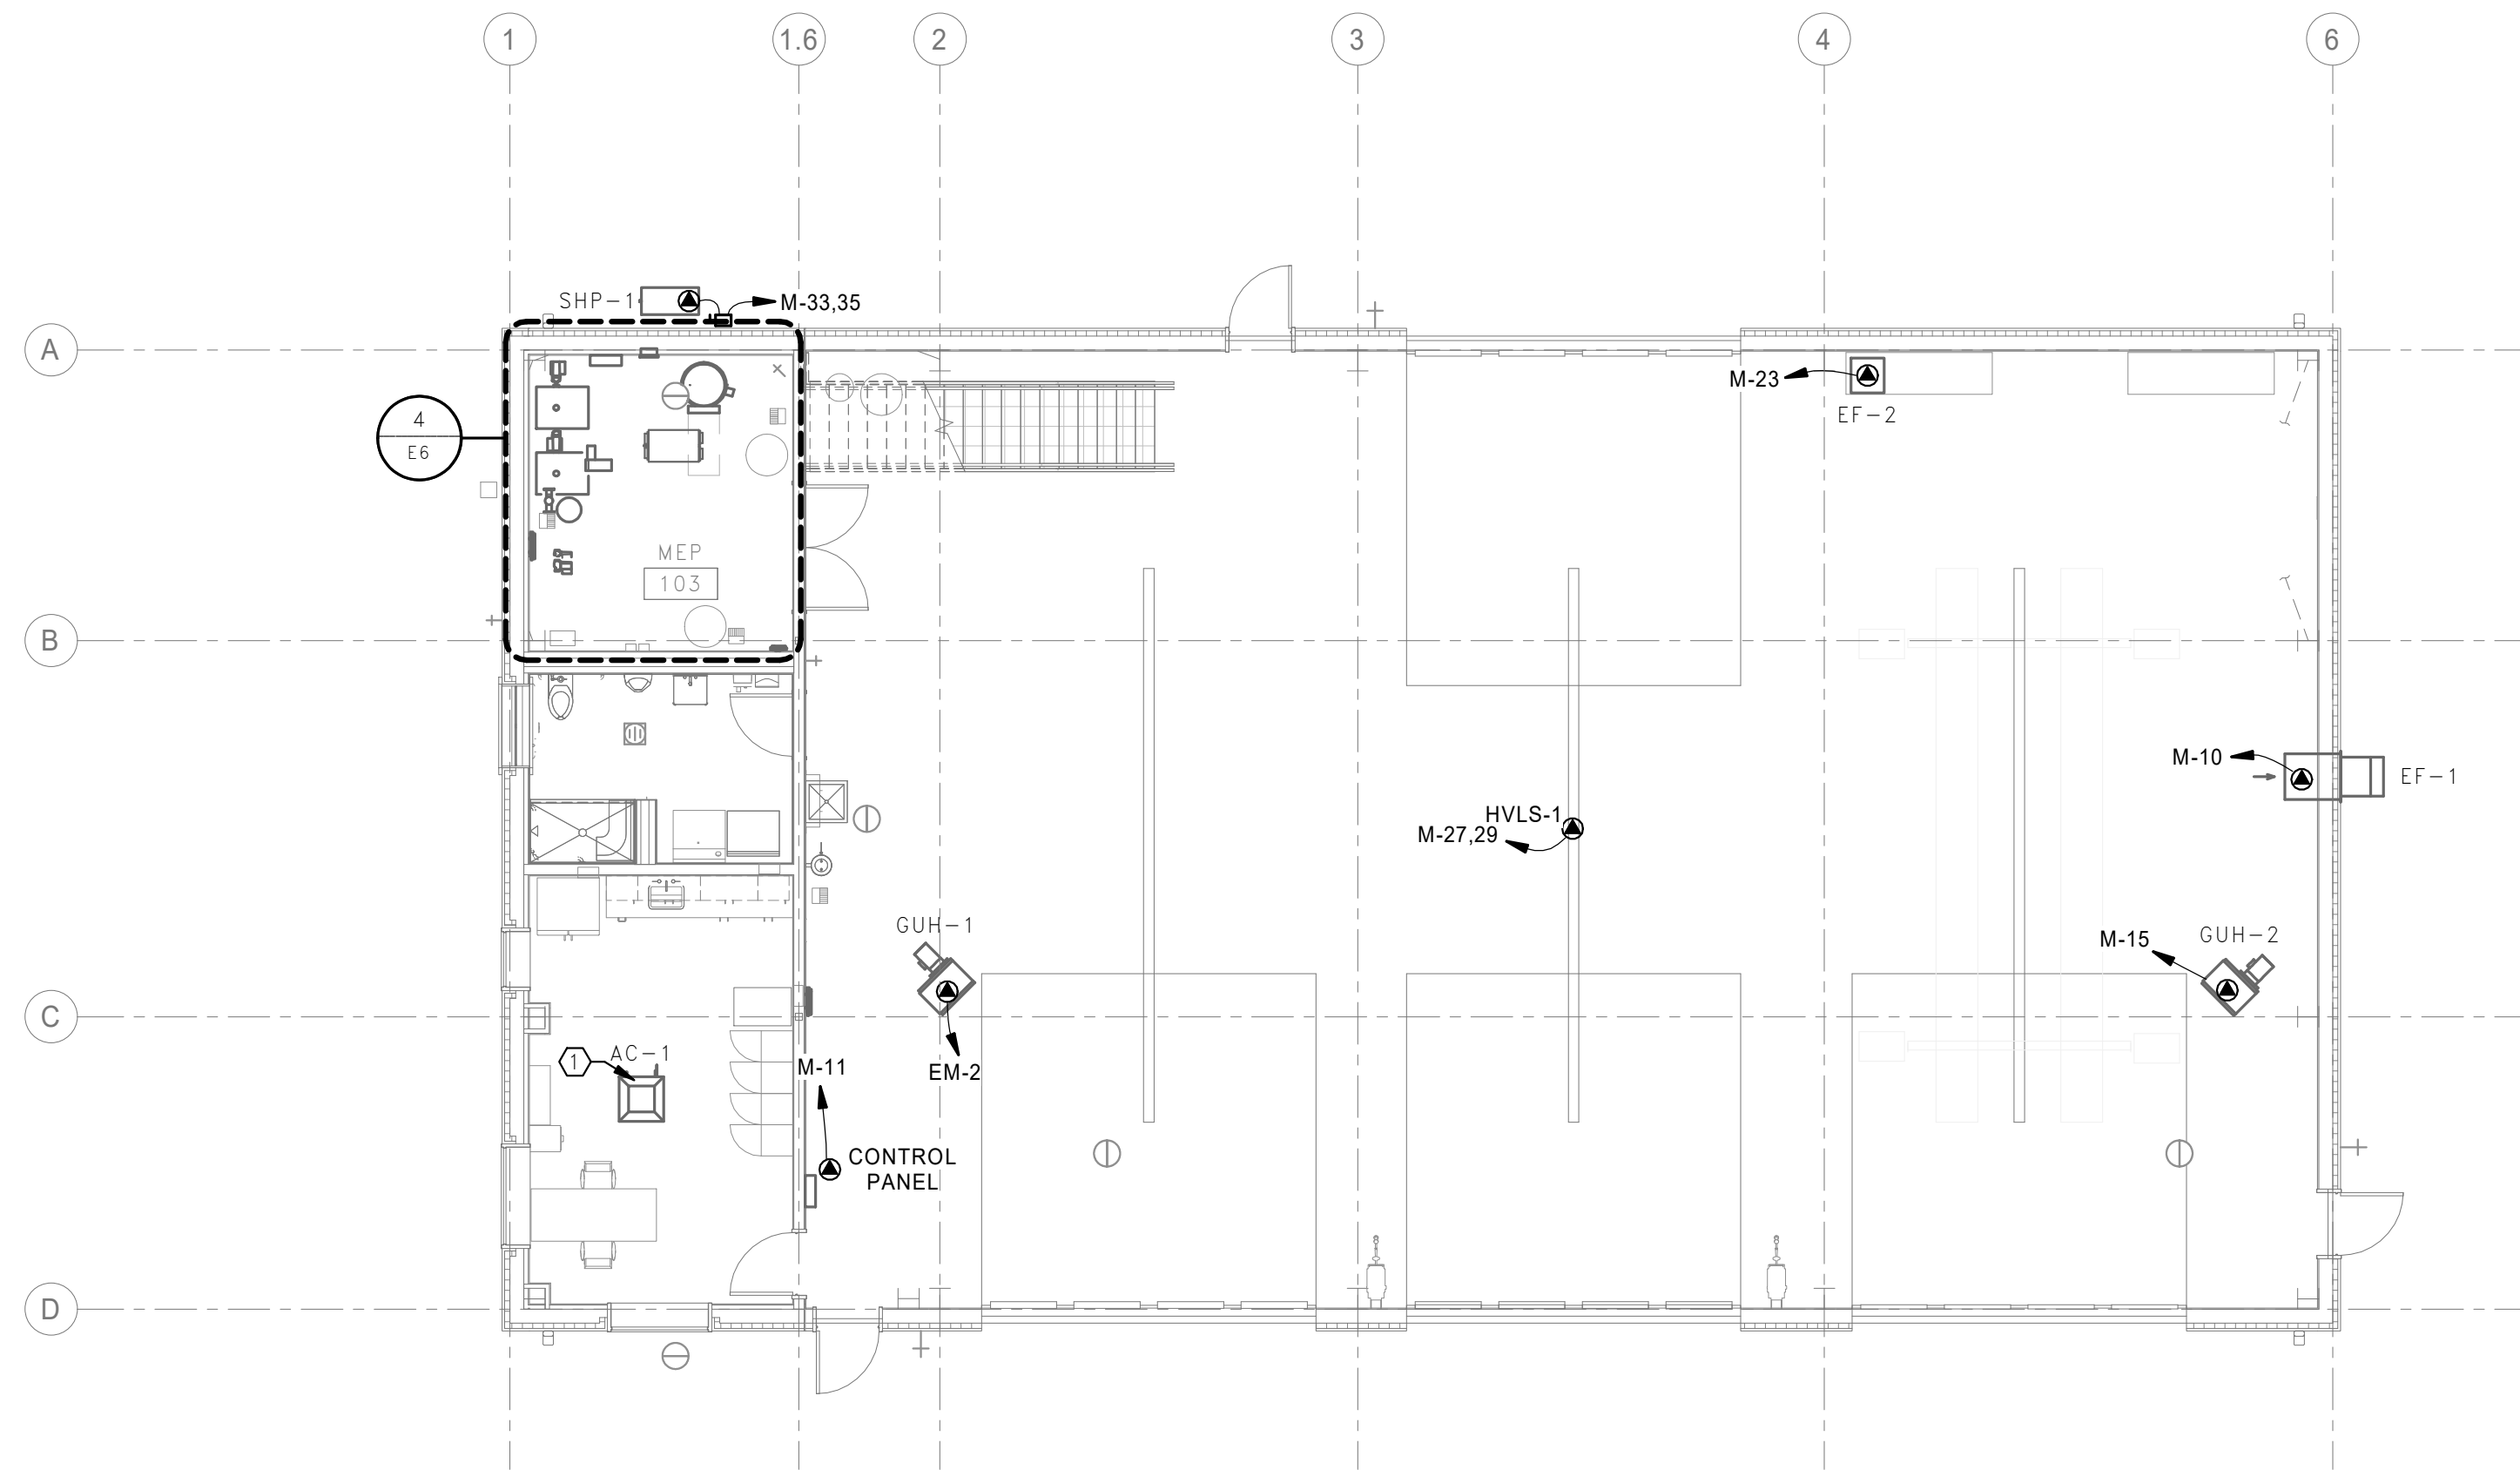 1
1.6
2
3
4
6
SHP-1
M-33,35
A
M-23
EF-2
4
E6
MEP
103
B
M-10
EF-1
HVLS-1
M-27,29
GUH-1
M-15
GUH-2
C
1
AC-1
M-11
EM-2
CONTROL
PANEL
D